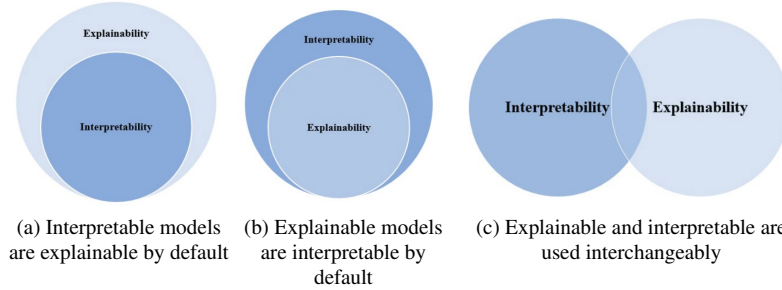 Explainability
Interpretability
Interpretability
Explainability
Interpretability
Explainability
(a) Interpretable models
are explainable by default
(b) Explainable models
are interpretable by
default
(c) Explainable and interpretable are
used interchangeably